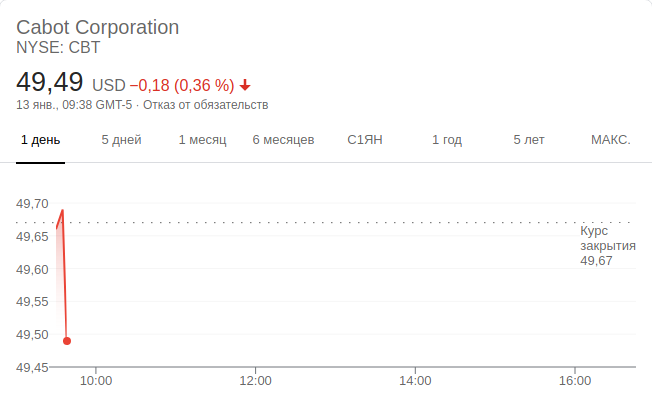 Cabot Corporation
NYSE: CBT
49,49 USD −0,18 (0,36 %)
13 янв., 09:38 GMT-5 · Отказ от обязательств
1 день 5 дней 1 месяц 6 месяцев С1ЯН 1 год 5 лет МАКС.
49,70
49,65
49,60
49,55
49,50
49,45
Курс
закрытия
49,67
10:00 12:00 14:00 16:00